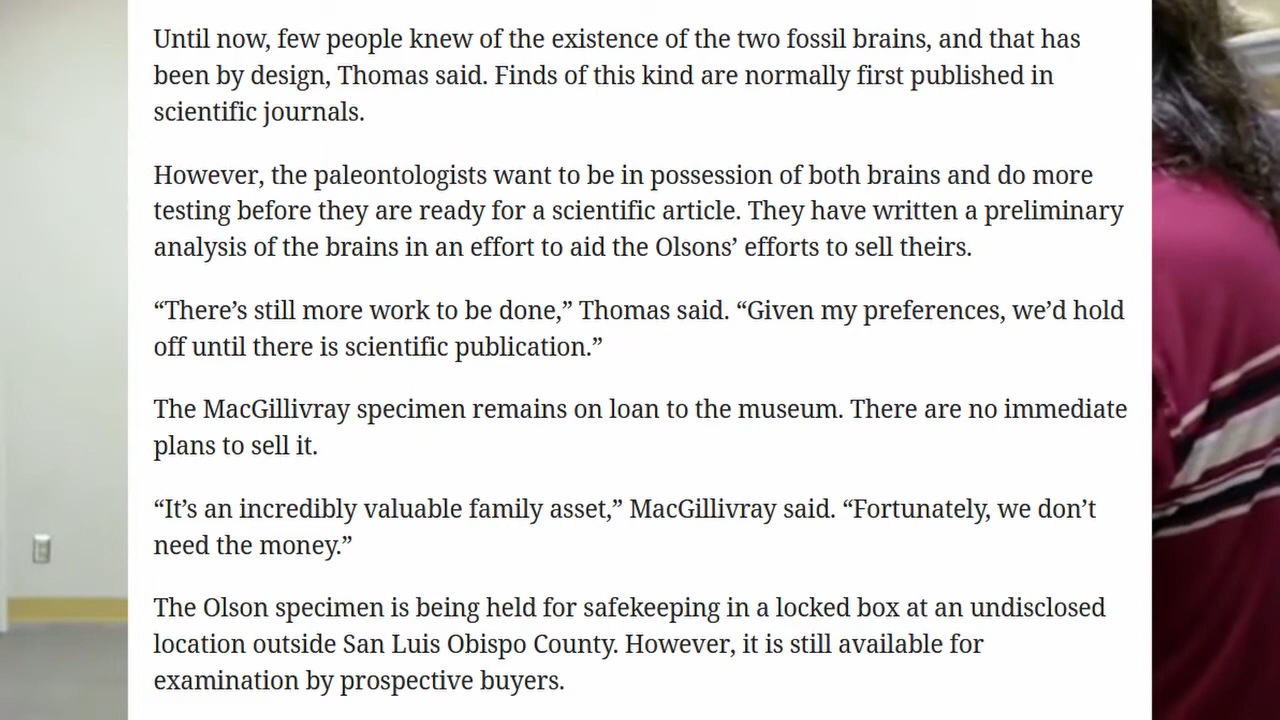 Until now, few people knew of the existence of the two fossil brains, and that has
been by design, Thomas said. Finds of this kind are normally first published in
scientific journals.
However, the paleontologists want to be in possession of both brains and do more
testing before they are ready for a scientific article. They have written a preliminary
analysis of the brains in an effort to aid the Olsons’ efforts to sell theirs.
“There’s still more work to be done,” Thomas said. “Given my preferences, we’d hold
off until there is scientific publication.”
The MacGillivray specimen remains on loan to the museum. There are no immediate
plans to sell it.
“It’s an incredibly valuable family asset,” MacGillivray said. “Fortunately, we don’t
need the money.”
The Olson specimen is being held for safekeeping in a locked box at an undisclosed
location outside San Luis Obispo County. However, it is still available for
examination by prospective buyers.